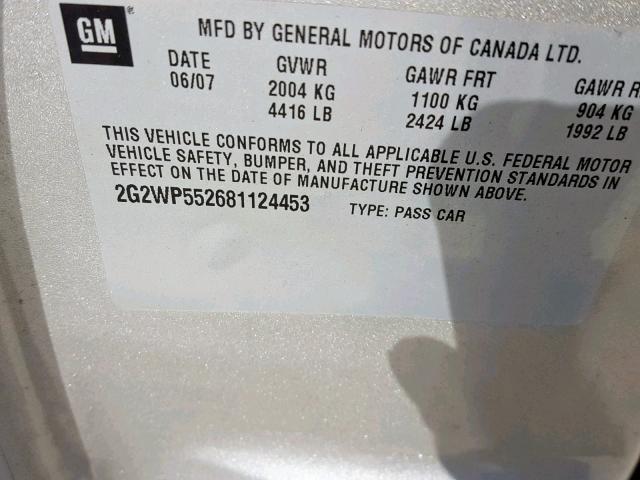 GM ®
MFD BY GENERAL MOTORS OF CANADA LTD.
DATE GVWR GAWR FRT GAWR R
06/07 2004 KG 1100 KG 904 KG
4416 LB 2424 LB 1992 LB
THIS VEHICLE CONFORMS TO ALL APPLICABLE U.S. FEDERAL MOTOR
VEHICLE SAFETY, BUMPER, AND THEFT PREVENTION STANDARDS IN
EFFECT ON THE DATE OF MANUFACTURE SHOWN ABOVE.
2G2WP552681124453 TYPE: PASS CAR